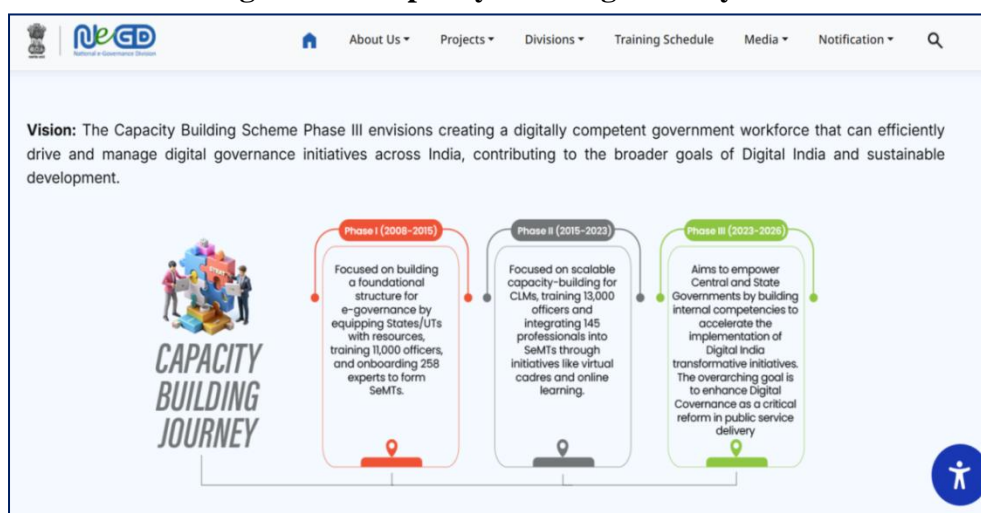 NeGD
National e-Governance Division
About Us
Projects
Divisions
Training Schedule
Media
Notification
Vision: The Capacity Building Scheme Phase III envisions creating a digitally competent government workforce that can efficiently
drive and manage digital governance initiatives across India, contributing to the broader goals of Digital India and sustainable
development.
CAPACITY
BUILDING
JOURNEY
Phase I (2008-2015)
Focused on building
a foundational
structure for
e-governance by
equipping States/UTs
with resources,
training 11,000 officers,
and onboarding 258
experts to form
SeMTs.
Phase II (2015-2023)
Focused on scalable
capacity-building for
CLMs, training 13,000
officers and
integrating 145
professionals into
SeMTs through
initiatives like virtual
cadres and online
learning.
Phase III (2023-2026)
Aims to empower
Central and State
Governments by building
internal competencies to
accelerate the
implementation of
Digital India
transformative initiatives.
The overarching goal is
to enhance Digital
Governance as a critical
reform in public service
delivery